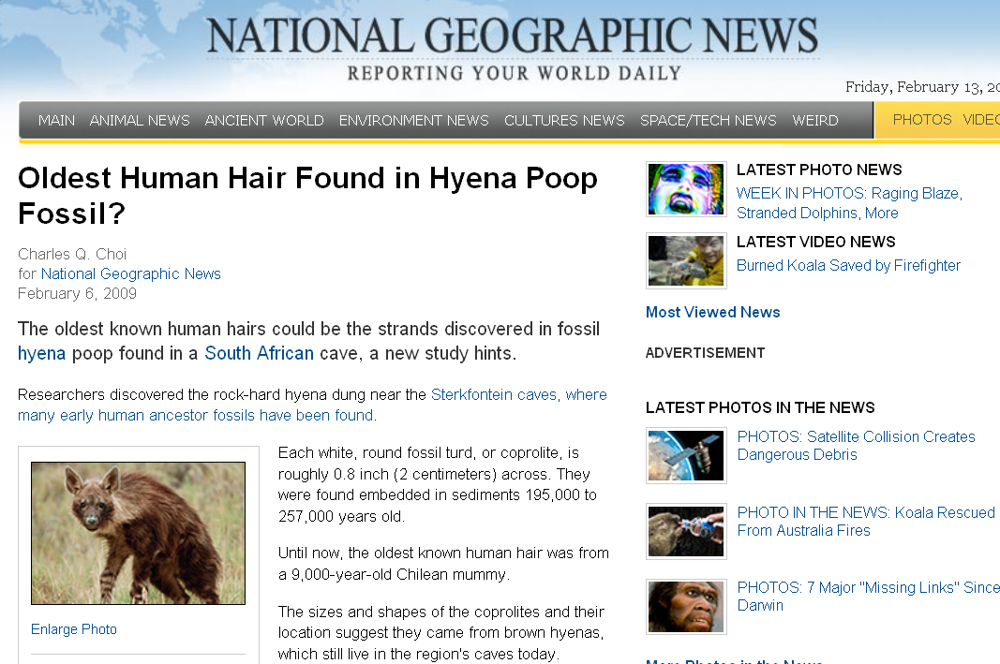 NATIONAL GEOGRAPHIC NEWS
REPORTING YOUR WORLD DAILY
Friday, February 13, 20
MAIN ANIMAL NEWS ANCIENT WORLD ENVIRONMENT NEWS CULTURES NEWS SPACE/TECH NEWS WEIRD PHOTOS VIDEO
Oldest Human Hair Found in Hyena Poop
Fossil?
Charles Q. Choi
for National Geographic News
February 6, 2009
The oldest known human hairs could be the strands discovered in fossil
hyena poop found in a South African cave, a new study hints.
Researchers discovered the rock-hard hyena dung near the Sterkfontein caves, where
many early human ancestor fossils have been found.
Enlarge Photo
Each white, round fossil turd, or coprolite, is
roughly 0.8 inch (2 centimeters) across. They
were found embedded in sediments 195,000 to
257,000 years old.
Until now, the oldest known human hair was from
a 9,000-year-old Chilean mummy.
The sizes and shapes of the coprolites and their
location suggest they came from brown hyenas,
which still live in the region's caves today.
LATEST PHOTO NEWS
WEEK IN PHOTOS: Raging Blaze,
Stranded Dolphins, More
LATEST VIDEO NEWS
Burned Koala Saved by Firefighter
Most Viewed News
ADVERTISEMENT
LATEST PHOTOS IN THE NEWS
PHOTOS: Satellite Collision Creates
Dangerous Debris
PHOTO IN THE NEWS: Koala Rescued
From Australia Fires
PHOTOS: 7 Major "Missing Links" Since
Darwin
More Photos in the News